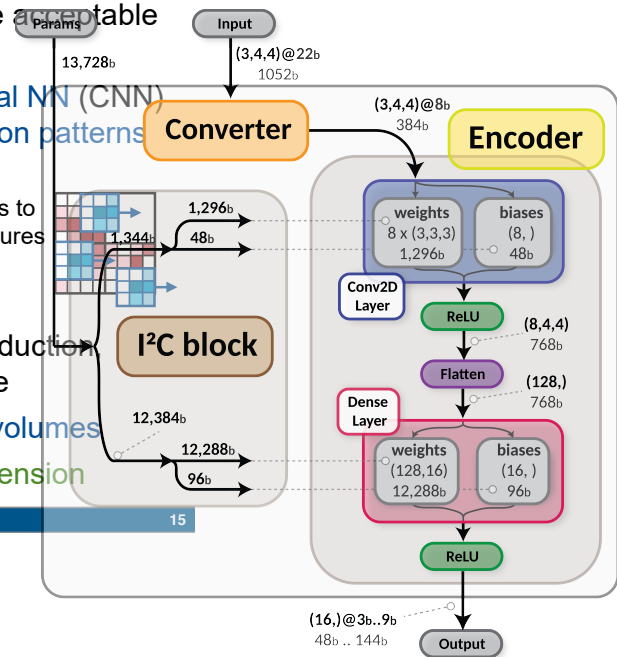 e acceptable
Params
Input
13,728b
(3,4,4)@22b
1052b
al NN (CNN)
on patterns
Converter
(3,4,4)@8b
384b
Encoder
s to
ures
1,296b
1,344b
48b
weights
8 x (3,3,3)
1,296b
biases
(8, )
48b
Conv2D
Layer
I²C block
ReLU
(8,4,4)
768b
duction,
e
Flatten
(128,)
768b
Dense
Layer
volumes
12,384b
ension
12,288b
96b
weights
(128,16)
12,288b
biases
(16, )
96b
15
ReLU
(16,)@3b..9b
48b .. 144b
Output